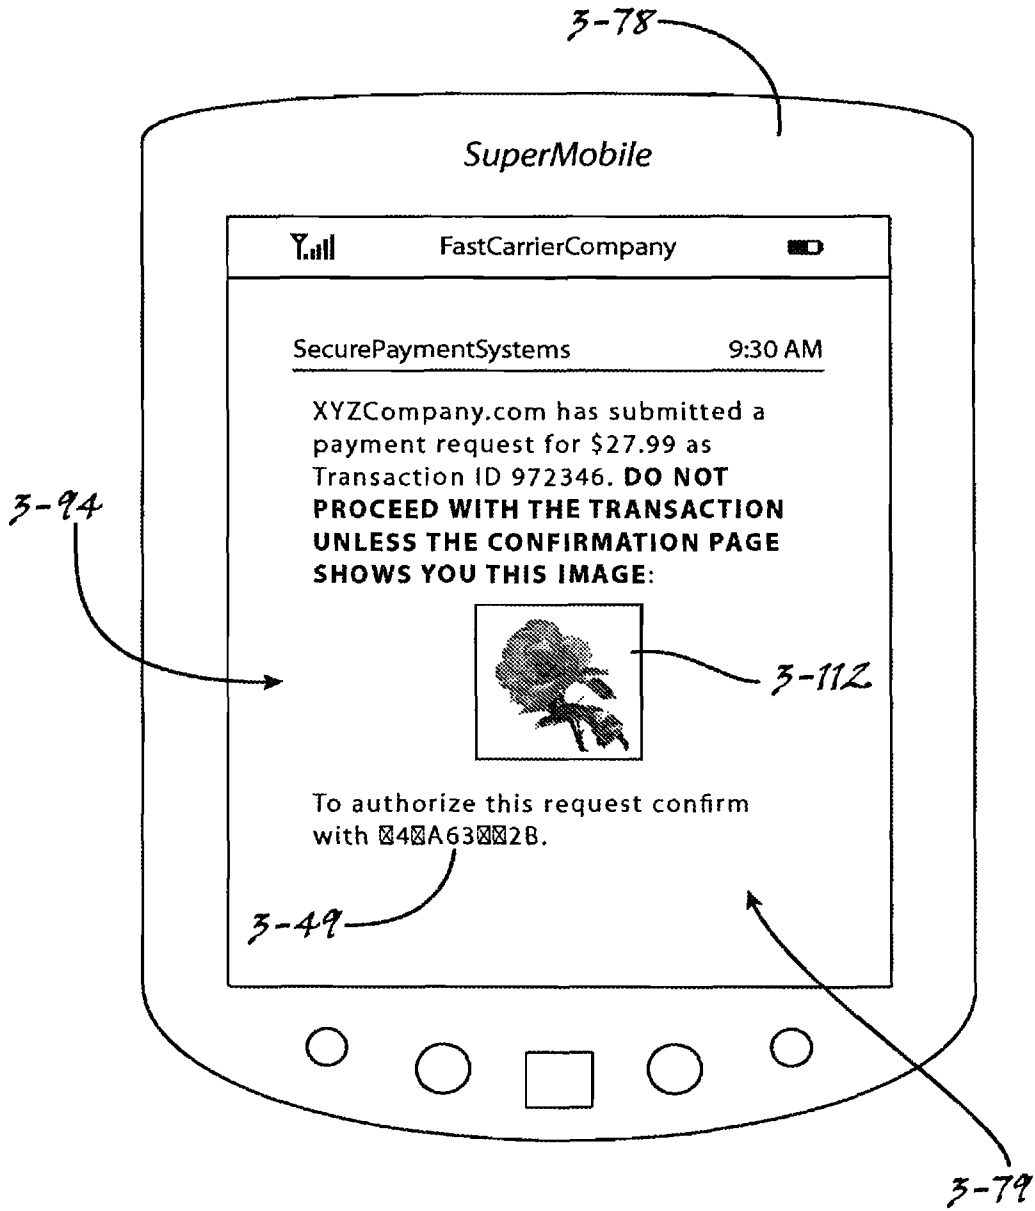 3-78
SuperMobile
FastCarrierCompany
SecurePaymentSystems 9:30 AM
XYZCompany.com has submitted a
payment request for $27.99 as
Transaction ID 972346. DO NOT
PROCEED WITH THE TRANSACTION
UNLESS THE CONFIRMATION PAGE
SHOWS YOU THIS IMAGE:
3-94
3-112
To authorize this request confirm
with ☒4☒A63☒☒2B.
3-49
3-79